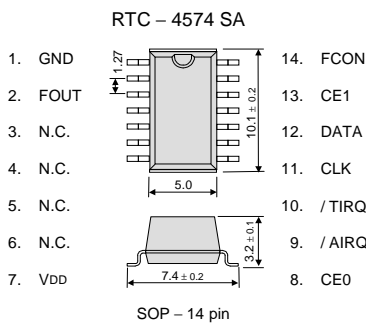 RTC – 4574 SA
1. GND
2. FOUT
3. N.C.
4. N.C.
5. N.C.
6. N.C.
7. VDD
1.27
10.1 ± 0.2
5.0
3.2 ± 0.1
7.4 ± 0.2
14. FCON
13. CE1
12. DATA
11. CLK
10. / TIRQ
9. / AIRQ
8. CE0
SOP – 14 pin